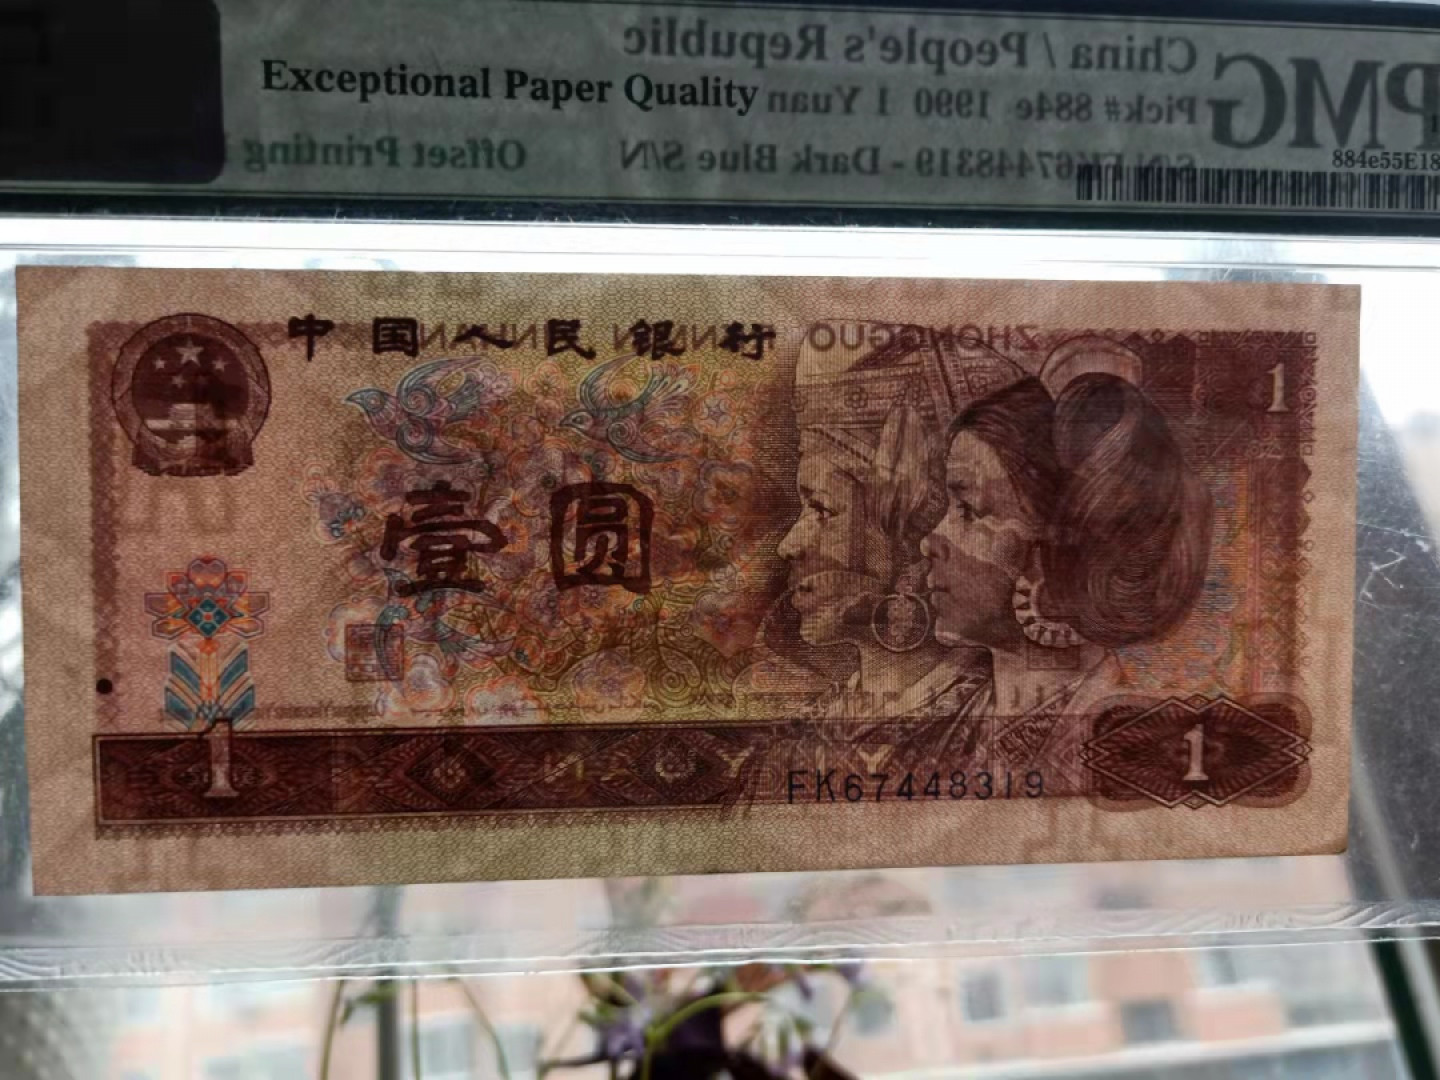 China / People's Republic
PMG
Exceptional Paper Quality
Pick# 884e 1990 1 Yuan
884e55E18
S/N FK67448319 - Dark Blue S/N
Offset Printing
中国人民银行
ZHONGGUO
1
壹圆
1
1
FK67448319